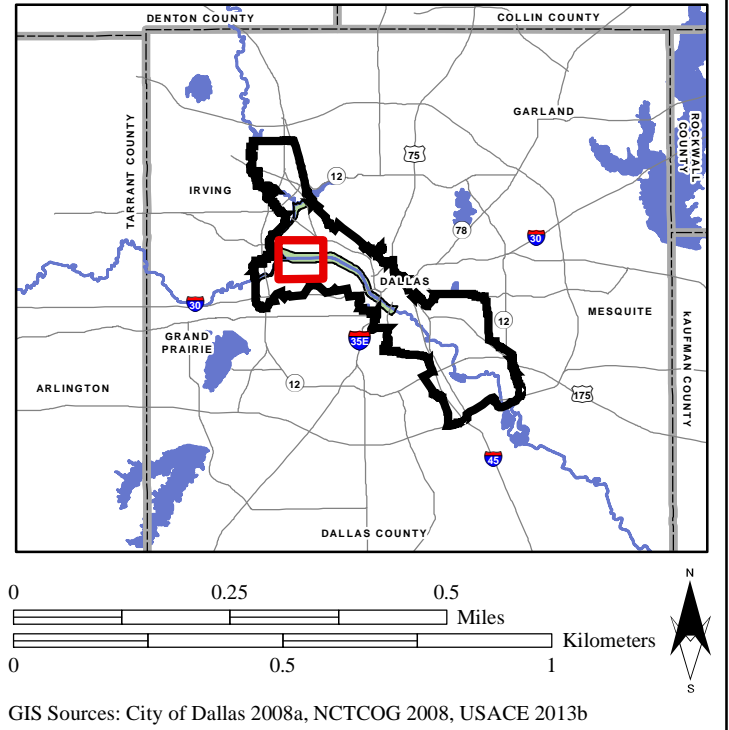 DENTON COUNTY
COLLIN COUNTY
GARLAND
ROCKWALL
COUNTY
TARRANT COUNTY
75
12
IRVING
78
30
DALLAS
30
MESQUITE
12
GRAND
PRAIRIE
35E
KAUFMAN COUNTY
ARLINGTON
12
175
45
DALLAS COUNTY
0 0.25 0.5
Miles
Kilometers
0 0.5 1
N
S
GIS Sources: City of Dallas 2008a, NCTCOG 2008, USACE 2013b